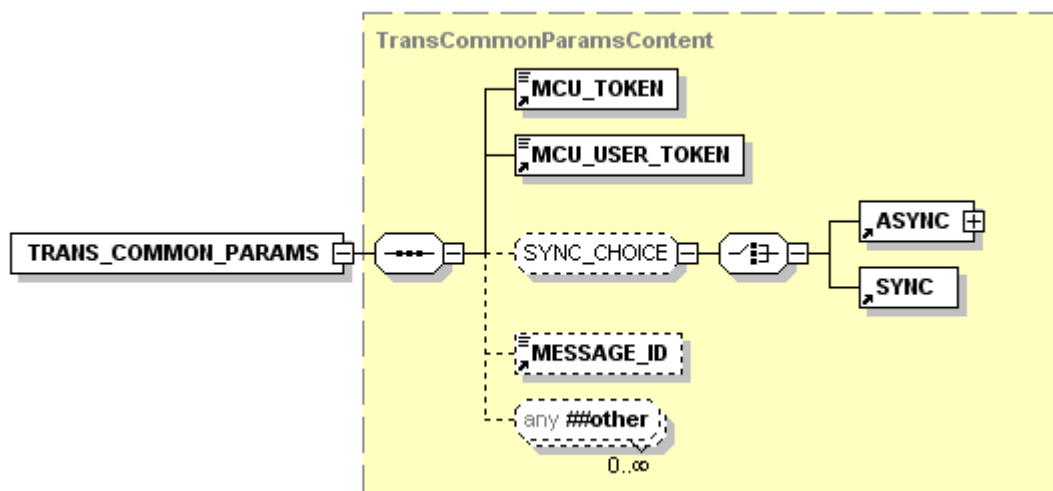 TransCommonParamsContent
MCU_TOKEN
MCU_USER_TOKEN
TRANS_COMMON_PARAMS
SYNC_CHOICE
ASYNC
SYNC
MESSAGE_ID
any ##other
0..∞